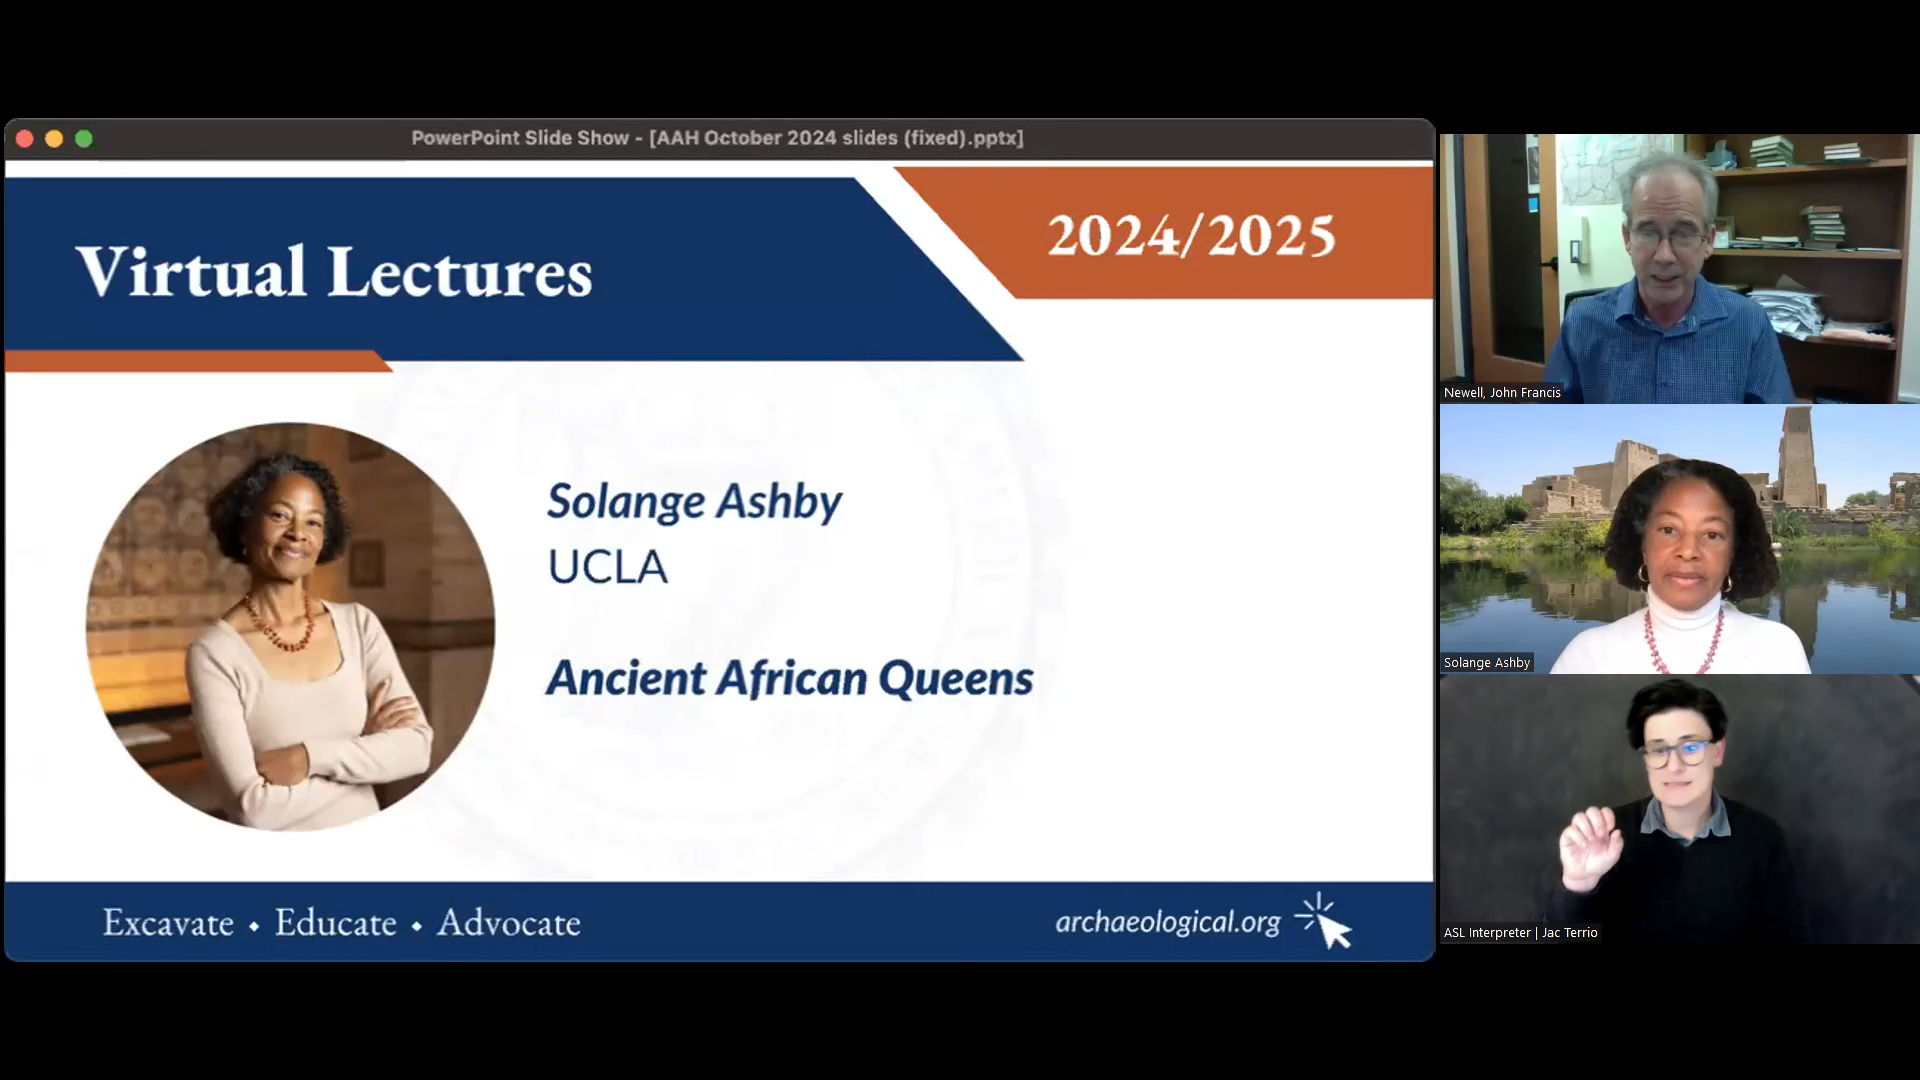 PowerPoint Slide Show - [AAH October 2024 slides (fixed).pptx]
Virtual Lectures
2024/2025
Solange Ashby
UCLA
Ancient African Queens
Excavate • Educate • Advocate
archaeological.org
Newell, John Francis
Solange Ashby
ASL Interpreter | Jac Terrio